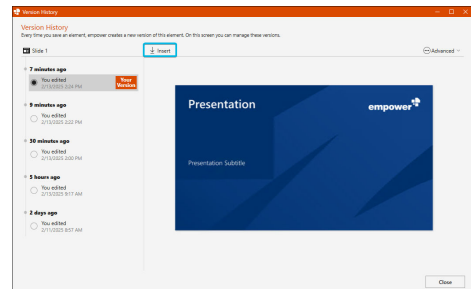 Version History
Version History
Every time you save an element, empower creates a new version of this element. On this screen you can manage these versions.
Slide 1
Insert
Advanced
7 minutes ago
You edited
2/13/2025 2:24 PM
Your Version
9 minutes ago
You edited
2/13/2025 2:22 PM
30 minutes ago
You edited
2/13/2025 2:00 PM
5 hours ago
You edited
2/13/2025 9:17 AM
2 days ago
You edited
2/11/2025 8:57 AM
Presentation
empower
Presentation Subtitle
Close